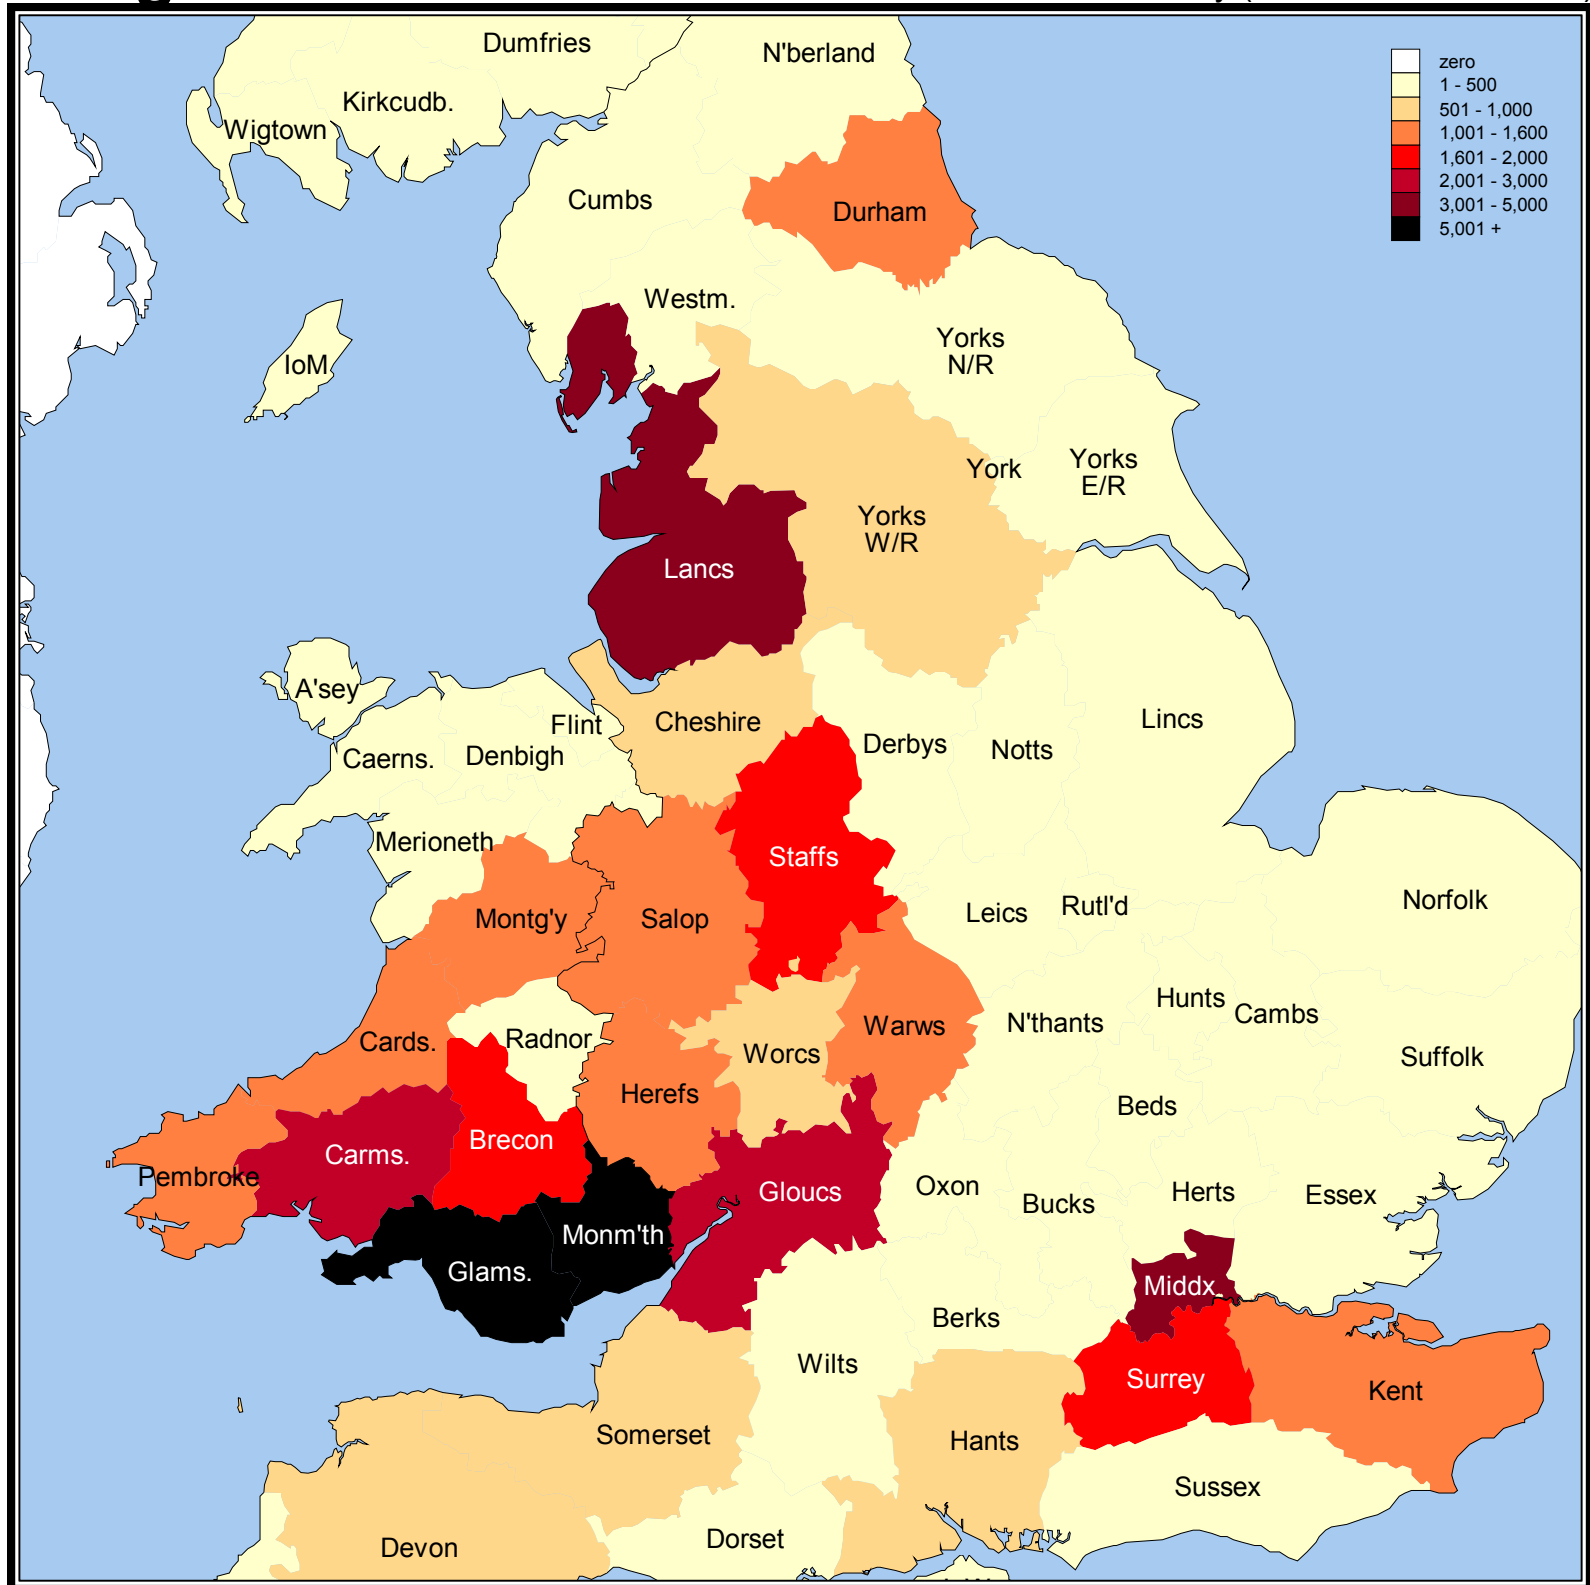 zero
1 - 500
501 - 1,000
1,001 - 1,600
1,601 - 2,000
2,001 - 3,000
3,001 - 5,000
5,001 +
Dumfries
N'berland
Kirkcudb.
Wigtown
Cumbs
Durham
Westm.
Yorks
N/R
IoM
York
Yorks
E/R
Yorks
W/R
Lancs
A'sey
Flint
Cheshire
Lincs
Caerns.
Denbigh
Derbys
Notts
Merioneth
Staffs
Norfolk
Montg'y
Salop
Leics
Rutl'd
Hunts
Cambs
Cards.
Radnor
Worcs
Warws
N'thants
Suffolk
Herefs
Beds
Brecon
Carms.
Pembroke
Gloucs
Oxon
Bucks
Herts
Essex
Monm'th
Glams.
Middx
Berks
Wilts
Surrey
Kent
Somerset
Hants
Sussex
Devon
Dorset